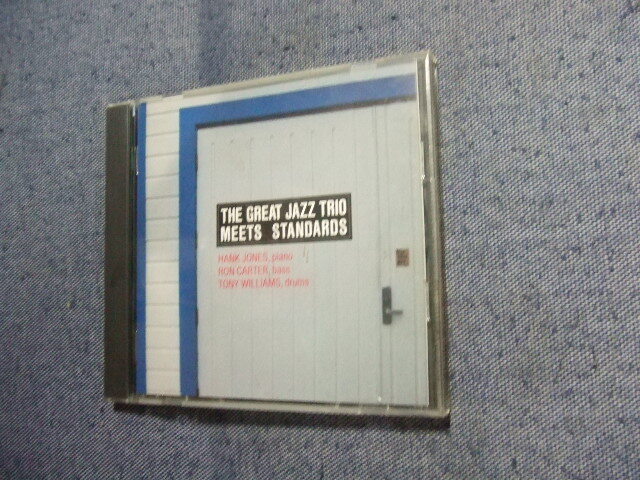 THE GREAT JAZZ TRIO
MEETS STANDARDS
HANK JONES, piano
RON CARTER, bass
TONY WILLIAMS, drums